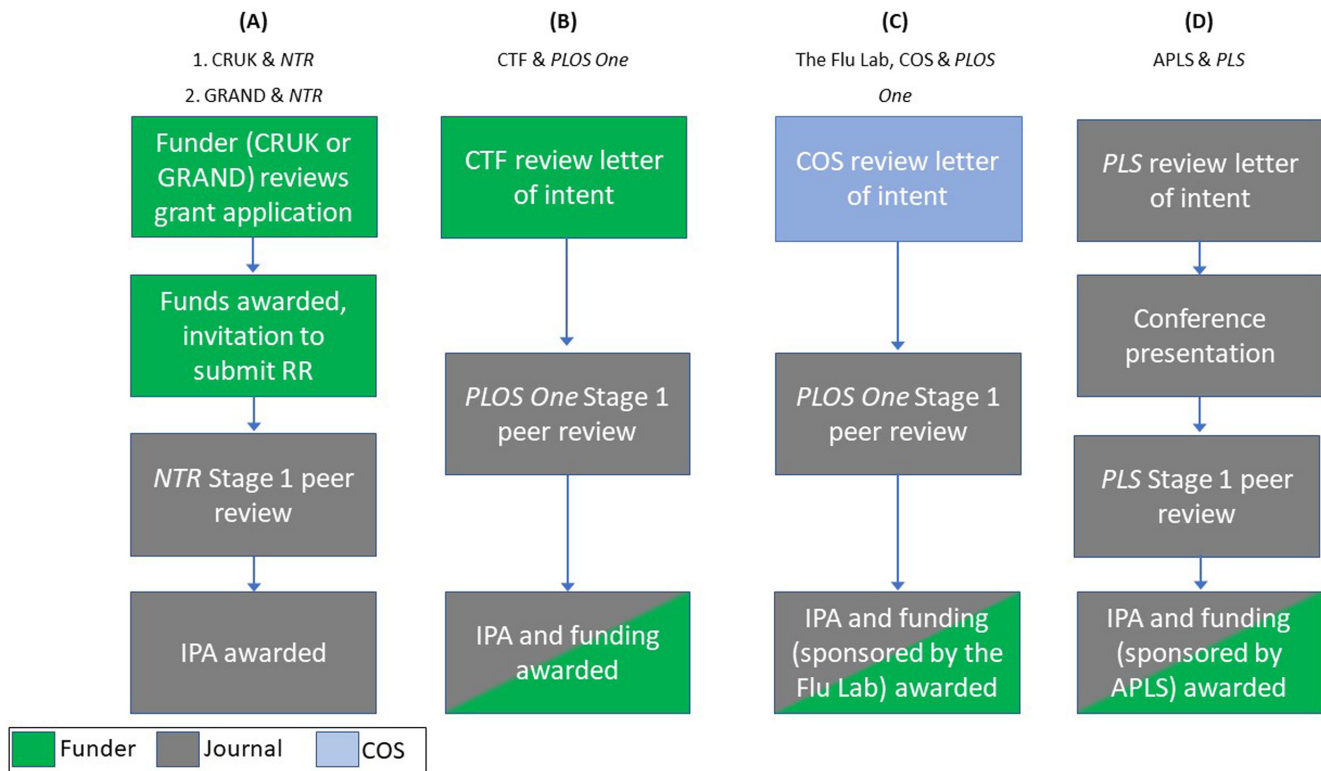 (A)
1. CRUK & NTR
2. GRAND & NTR
Funder (CRUK or
GRAND) reviews
grant application
Funds awarded,
invitation to
submit RR
NTR Stage 1 peer
review
IPA awarded
(B)
CTF & PLOS One
CTF review letter
of intent
PLOS One Stage 1
peer review
IPA and funding
awarded
(C)
The Flu Lab, COS & PLOS
One
COS review letter
of intent
PLOS One Stage 1
peer review
IPA and funding
(sponsored by the
Flu Lab) awarded
(D)
APLS & PLS
PLS review letter
of intent
Conference
presentation
PLS Stage 1 peer
review
IPA and funding
(sponsored by
APLS) awarded
Funder
Journal
COS